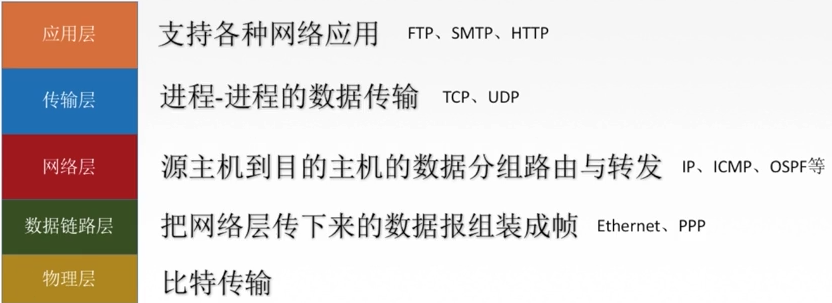 应用层 支持各种网络应用 FTP、SMTP、HTTP
传输层 进程-进程的数据传输 TCP、UDP
网络层 源主机到目的主机的数据分组路由与转发 IP、ICMP、OSPF等
数据链路层 把网络层传下来的数据报组装成帧 Ethernet、PPP
物理层 比特传输